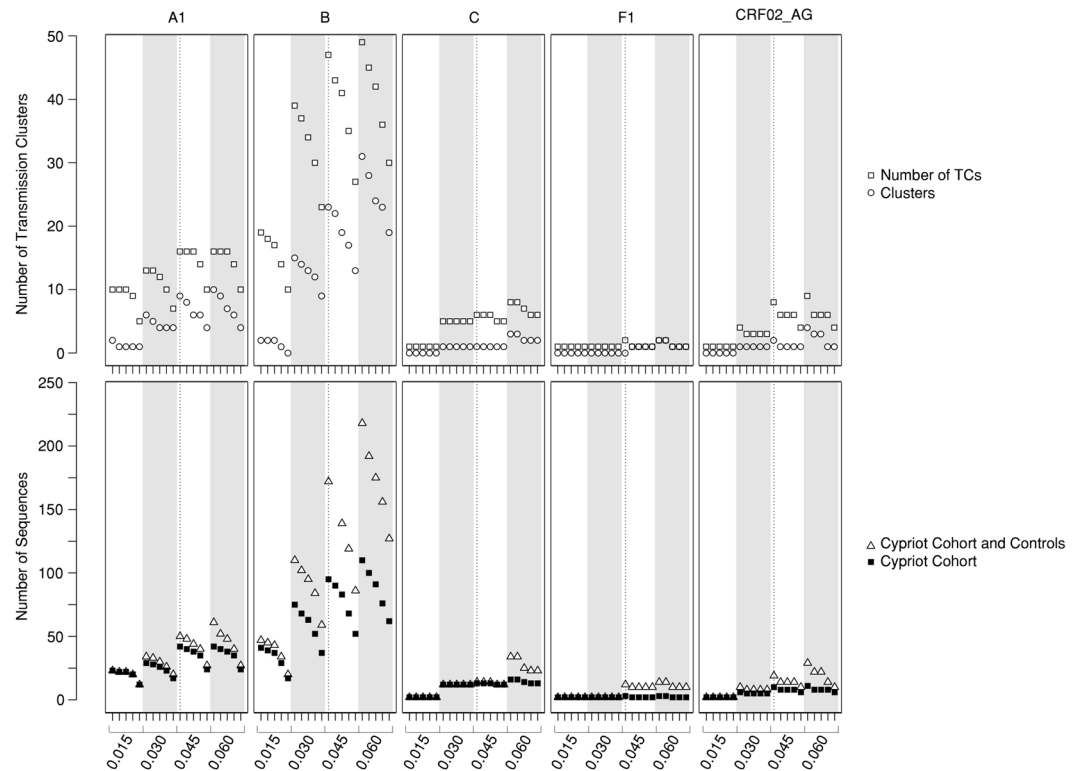 A1 B C F1 CRF02_AG
Number of Transmission Clusters
50
40
30
20
10
0
Number of TCs
Clusters
Number of Sequences
250
200
150
100
50
0
Cypriot Cohort and Controls
Cypriot Cohort
0.015 0.030 0.045 0.060 0.015 0.030 0.045 0.060 0.015 0.030 0.045 0.060 0.015 0.030 0.045 0.060 0.015 0.030 0.045 0.060